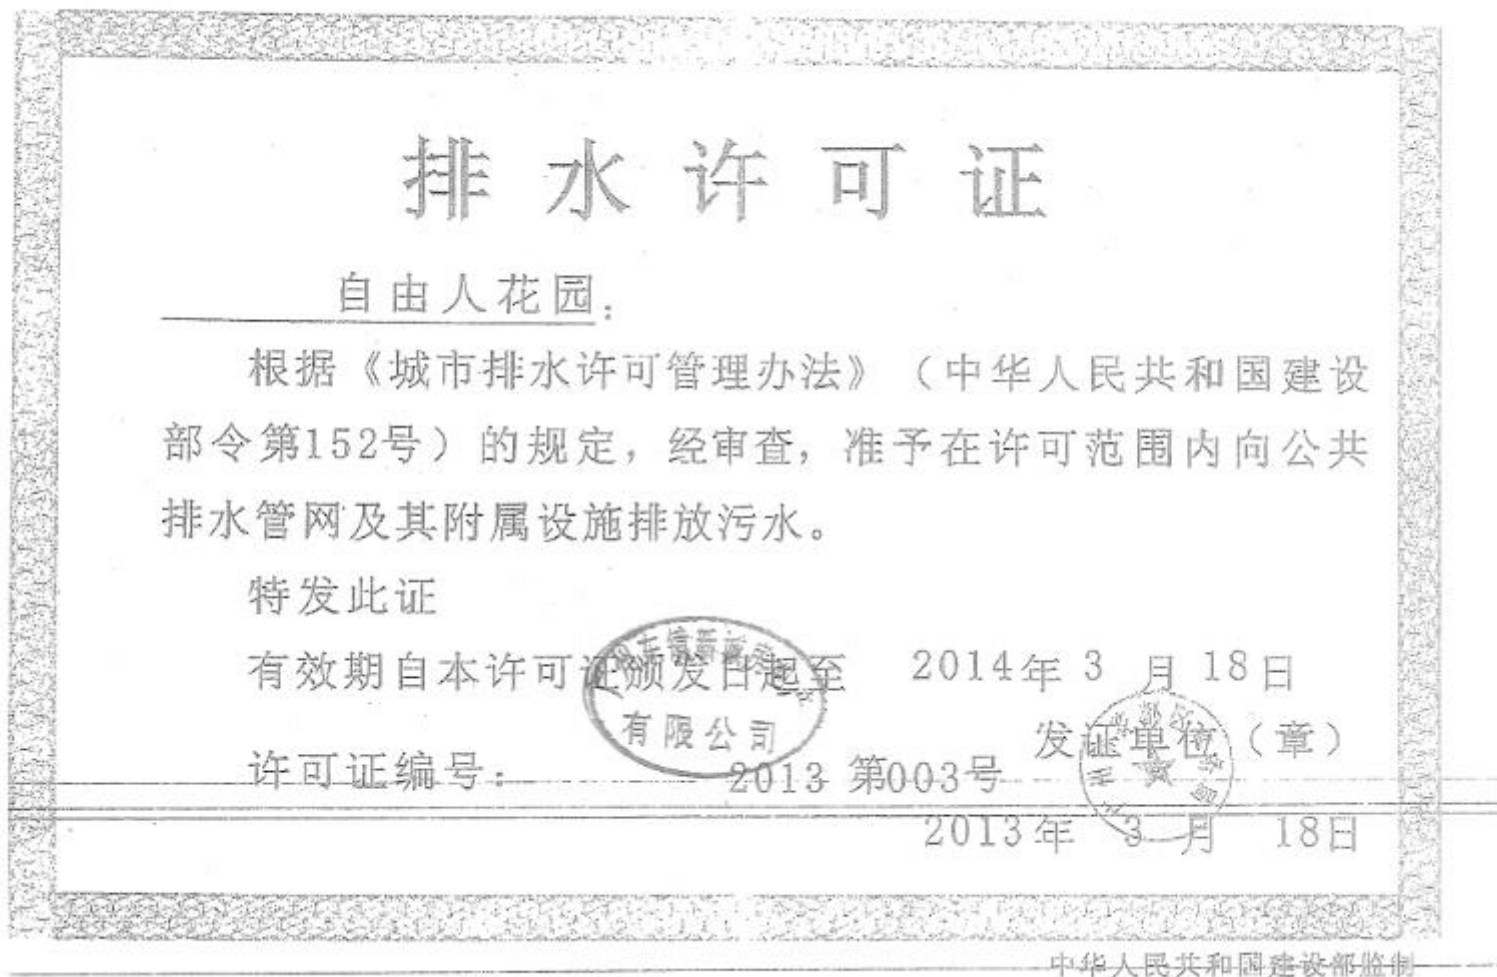 排水许可证
自由人花园：
根据《城市排水许可管理办法》（中华人民共和国建设
部令第152号）的规定，经审查，准予在许可范围内向公共
排水管网及其附属设施排放污水。
特发此证
有效期自本许可证颁发日起至 2014年3月18日
有限公司
发证单位（章）
许可证编号： 2013 第003号
2013年3月18日
中华人民共和国建设部监制